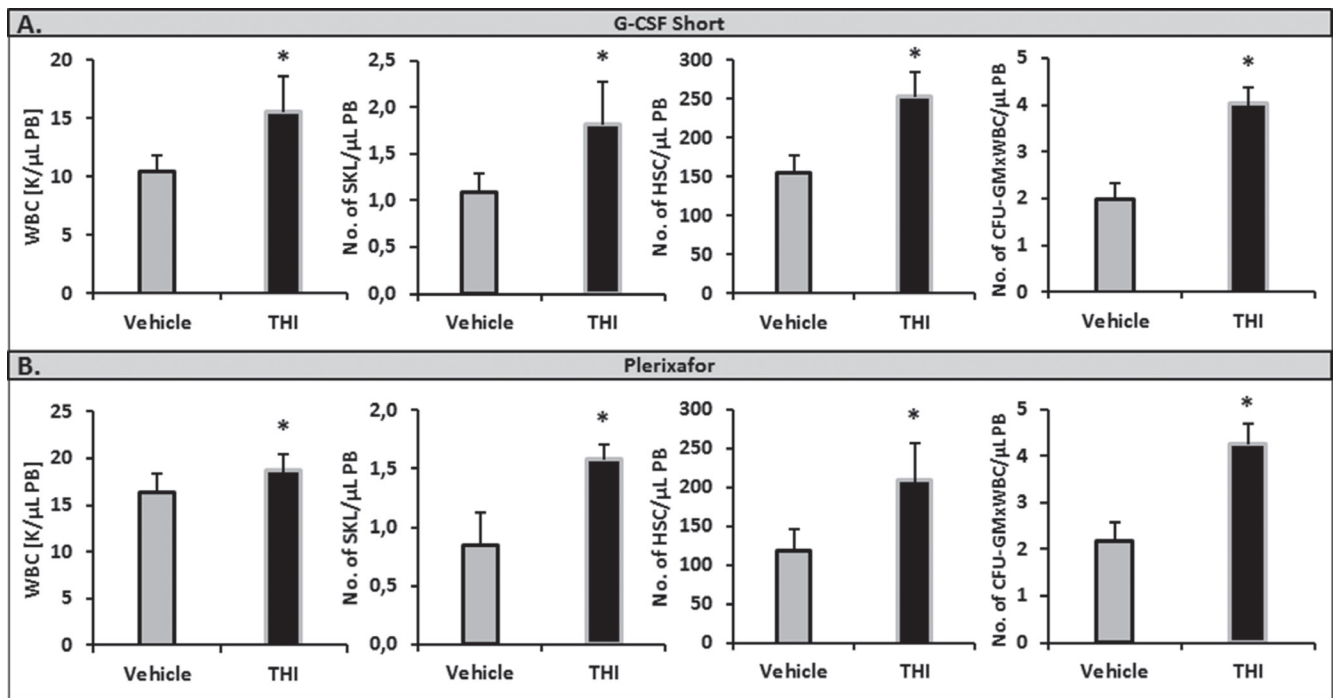 A.
G-CSF Short
WBC [K/µL PB]
20
15
10
5
0
Vehicle THI
*
No. of SKL/µL PB
2,5
2,0
1,5
1,0
0,5
0,0
Vehicle THI
*
No. of HSC/µL PB
300
250
200
150
100
50
0
Vehicle THI
*
No. of CFU-GMxWBC/µL PB
5
4
3
2
1
0
Vehicle THI
*
B.
Plerixafor
WBC [K/µL PB]
25
20
15
10
5
0
Vehicle THI
*
No. of SKL/µL PB
2,0
1,5
1,0
0,5
0,0
Vehicle THI
*
No. of HSC/µL PB
300
250
200
150
100
50
0
Vehicle THI
*
No. of CFU-GMxWBC/µL PB
5
4
3
2
1
0
Vehicle THI
*